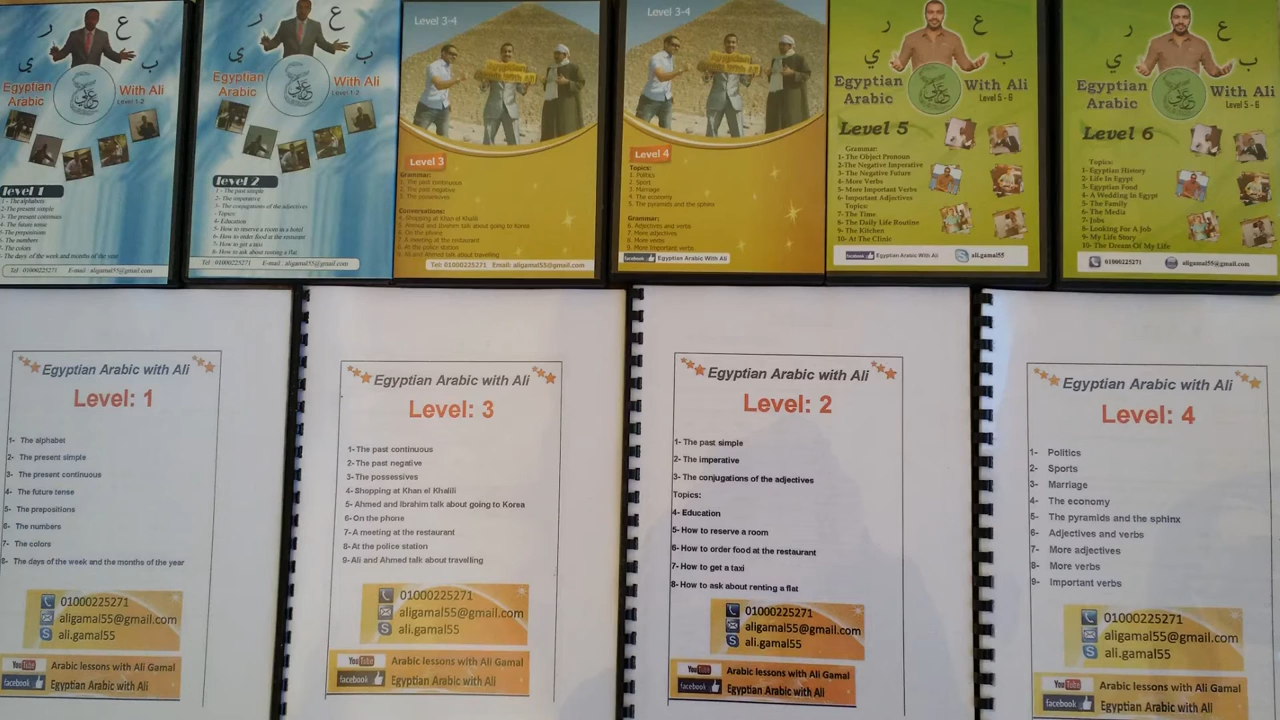 ر ع
ي ب
Egyptian Arabic
With Ali
Level 1-2
level 1
1 - The alphabets
2-The present simple
3- The present continuous
4- The future sense
5- The prepositions
6- The numbers
7- The colors
8- The days of the week and months of the year
Tel 01000225271 E-mail aligamal55@gmail.com
ر ع
ي ب
Egyptian Arabic
With Ali
Level 1-2
level 2
1 - The past simple
2- The imperative
3- The conjugations of the adjectives
- Topics:
4- Education
5- How to reserve a room in a hotel
6- How to order food at the resturant
7- How to get a taxi
8- How to ask about renting a flat
Tel : 01000225271 E-mail : aligamal55@gmail.com
Level 3-4
Level 3
Grammar:
1. The past continuous
2. The past negative
3. The possessives
Conversations:
4. Shopping at Khan el Khalili
5. Ahmed and Ibrahim talk about going to Korea
6. On the phone
7. A meeting at the restaurant
8. At the police station
9. Ali and Ahmed talk about travelling
Tel: 01000225271 Email: aligamal55@gmail.com
Level 3-4
Level 4
Topics:
1. Politics
2. Sport
3. Marriage
4. The economy
5. The pyramids and the sphinx
Grammar:
6. Adjectives and verbs
7. More adjectives
8. More verbs
9. More important verbs
facebook Egyptian Arabic With Ali
ر ع
ي ب
Egyptian Arabic
With Ali
Level 5 - 6
Level 5
Grammar:
1- The Object Pronoun
2-The Negative Imperative
3- The Negative Future
4- More Verbs
5- More Important Verbs
6- Important Adjectives
Topics:
7- The Time
8- The Daily Life Routine
9- The Kitchen
10- At The Clinic
facebook Egyptian Arabic With Ali ali.gamal55
ر ع
ي ب
Egyptian Arabic
With Ali
Level 5 - 6
Level 6
Topics:
1- Egyptian History
2- Life In Egypt
3- Egyptian Food
4- A Wedding in Egypt
5- The Family
6- The Media
7- Jobs
8- Looking For A Job
9- My Life Story
10- The Dream Of My Life
01000225271 aligamal55@gmail.com
Egyptian Arabic with Ali
Level: 1
1- The alphabet
2- The present simple
3- The present continuous
4- The future tense
5- The prepositions
6- The numbers
7- The colors
8- The days of the week and the months of the year
01000225271
aligamal55@gmail.com
ali.gamal55
YouTube Arabic lessons with Ali Gamal
facebook Egyptian Arabic with Ali
Egyptian Arabic with Ali
Level: 3
1- The past continuous
2- The past negative
3- The possessives
4- Shopping at Khan el Khalili
5- Ahmed and Ibrahim talk about going to Korea
6- On the phone
7- A meeting at the restaurant
8- At the police station
9- Ali and Ahmed talk about travelling
01000225271
aligamal55@gmail.com
ali.gamal55
YouTube Arabic lessons with Ali Gamal
facebook Egyptian Arabic with Ali
Egyptian Arabic with Ali
Level: 2
1- The past simple
2- The imperative
3- The conjugations of the adjectives
Topics:
4- Education
5- How to reserve a room
6- How to order food at the restaurant
7- How to get a taxi
8- How to ask about renting a flat
01000225271
aligamal55@gmail.com
ali.gamal55
YouTube Arabic lessons with Ali Gamal
facebook Egyptian Arabic with Ali
Egyptian Arabic with Ali
Level: 4
1- Politics
2- Sports
3- Marriage
4- The economy
5- The pyramids and the sphinx
6- Adjectives and verbs
7- More adjectives
8- More verbs
9- Important verbs
01000225271
aligamal55@gmail.com
ali.gamal55
YouTube Arabic lessons with Ali Gamal
facebook Egyptian Arabic with Ali